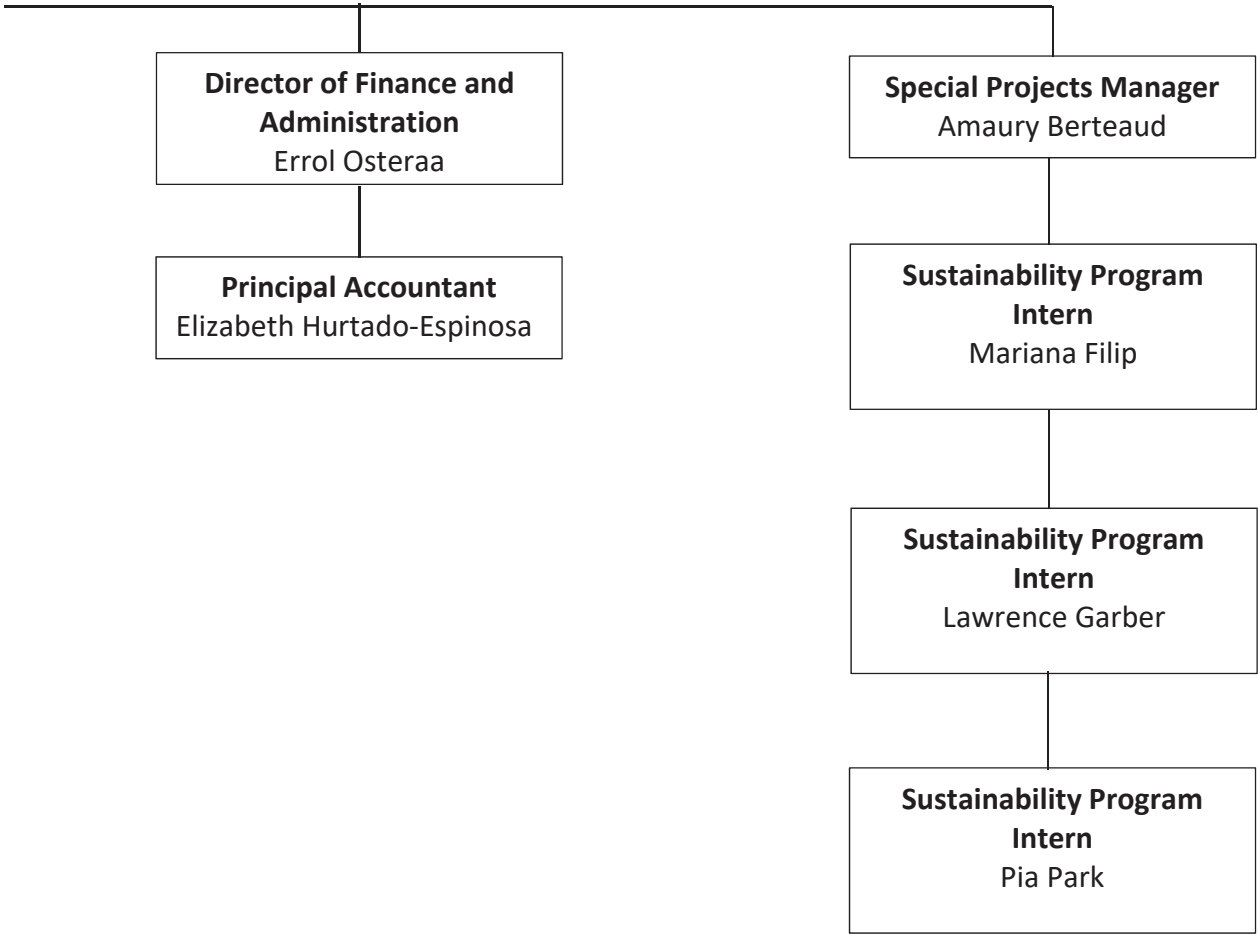 Director of Finance and
Administration
Errol Osteraa
Principal Accountant
Elizabeth Hurtado-Espinosa
Special Projects Manager
Amaury Berteaud
Sustainability Program
Intern
Mariana Filip
Sustainability Program
Intern
Lawrence Garber
Sustainability Program
Intern
Pia Park